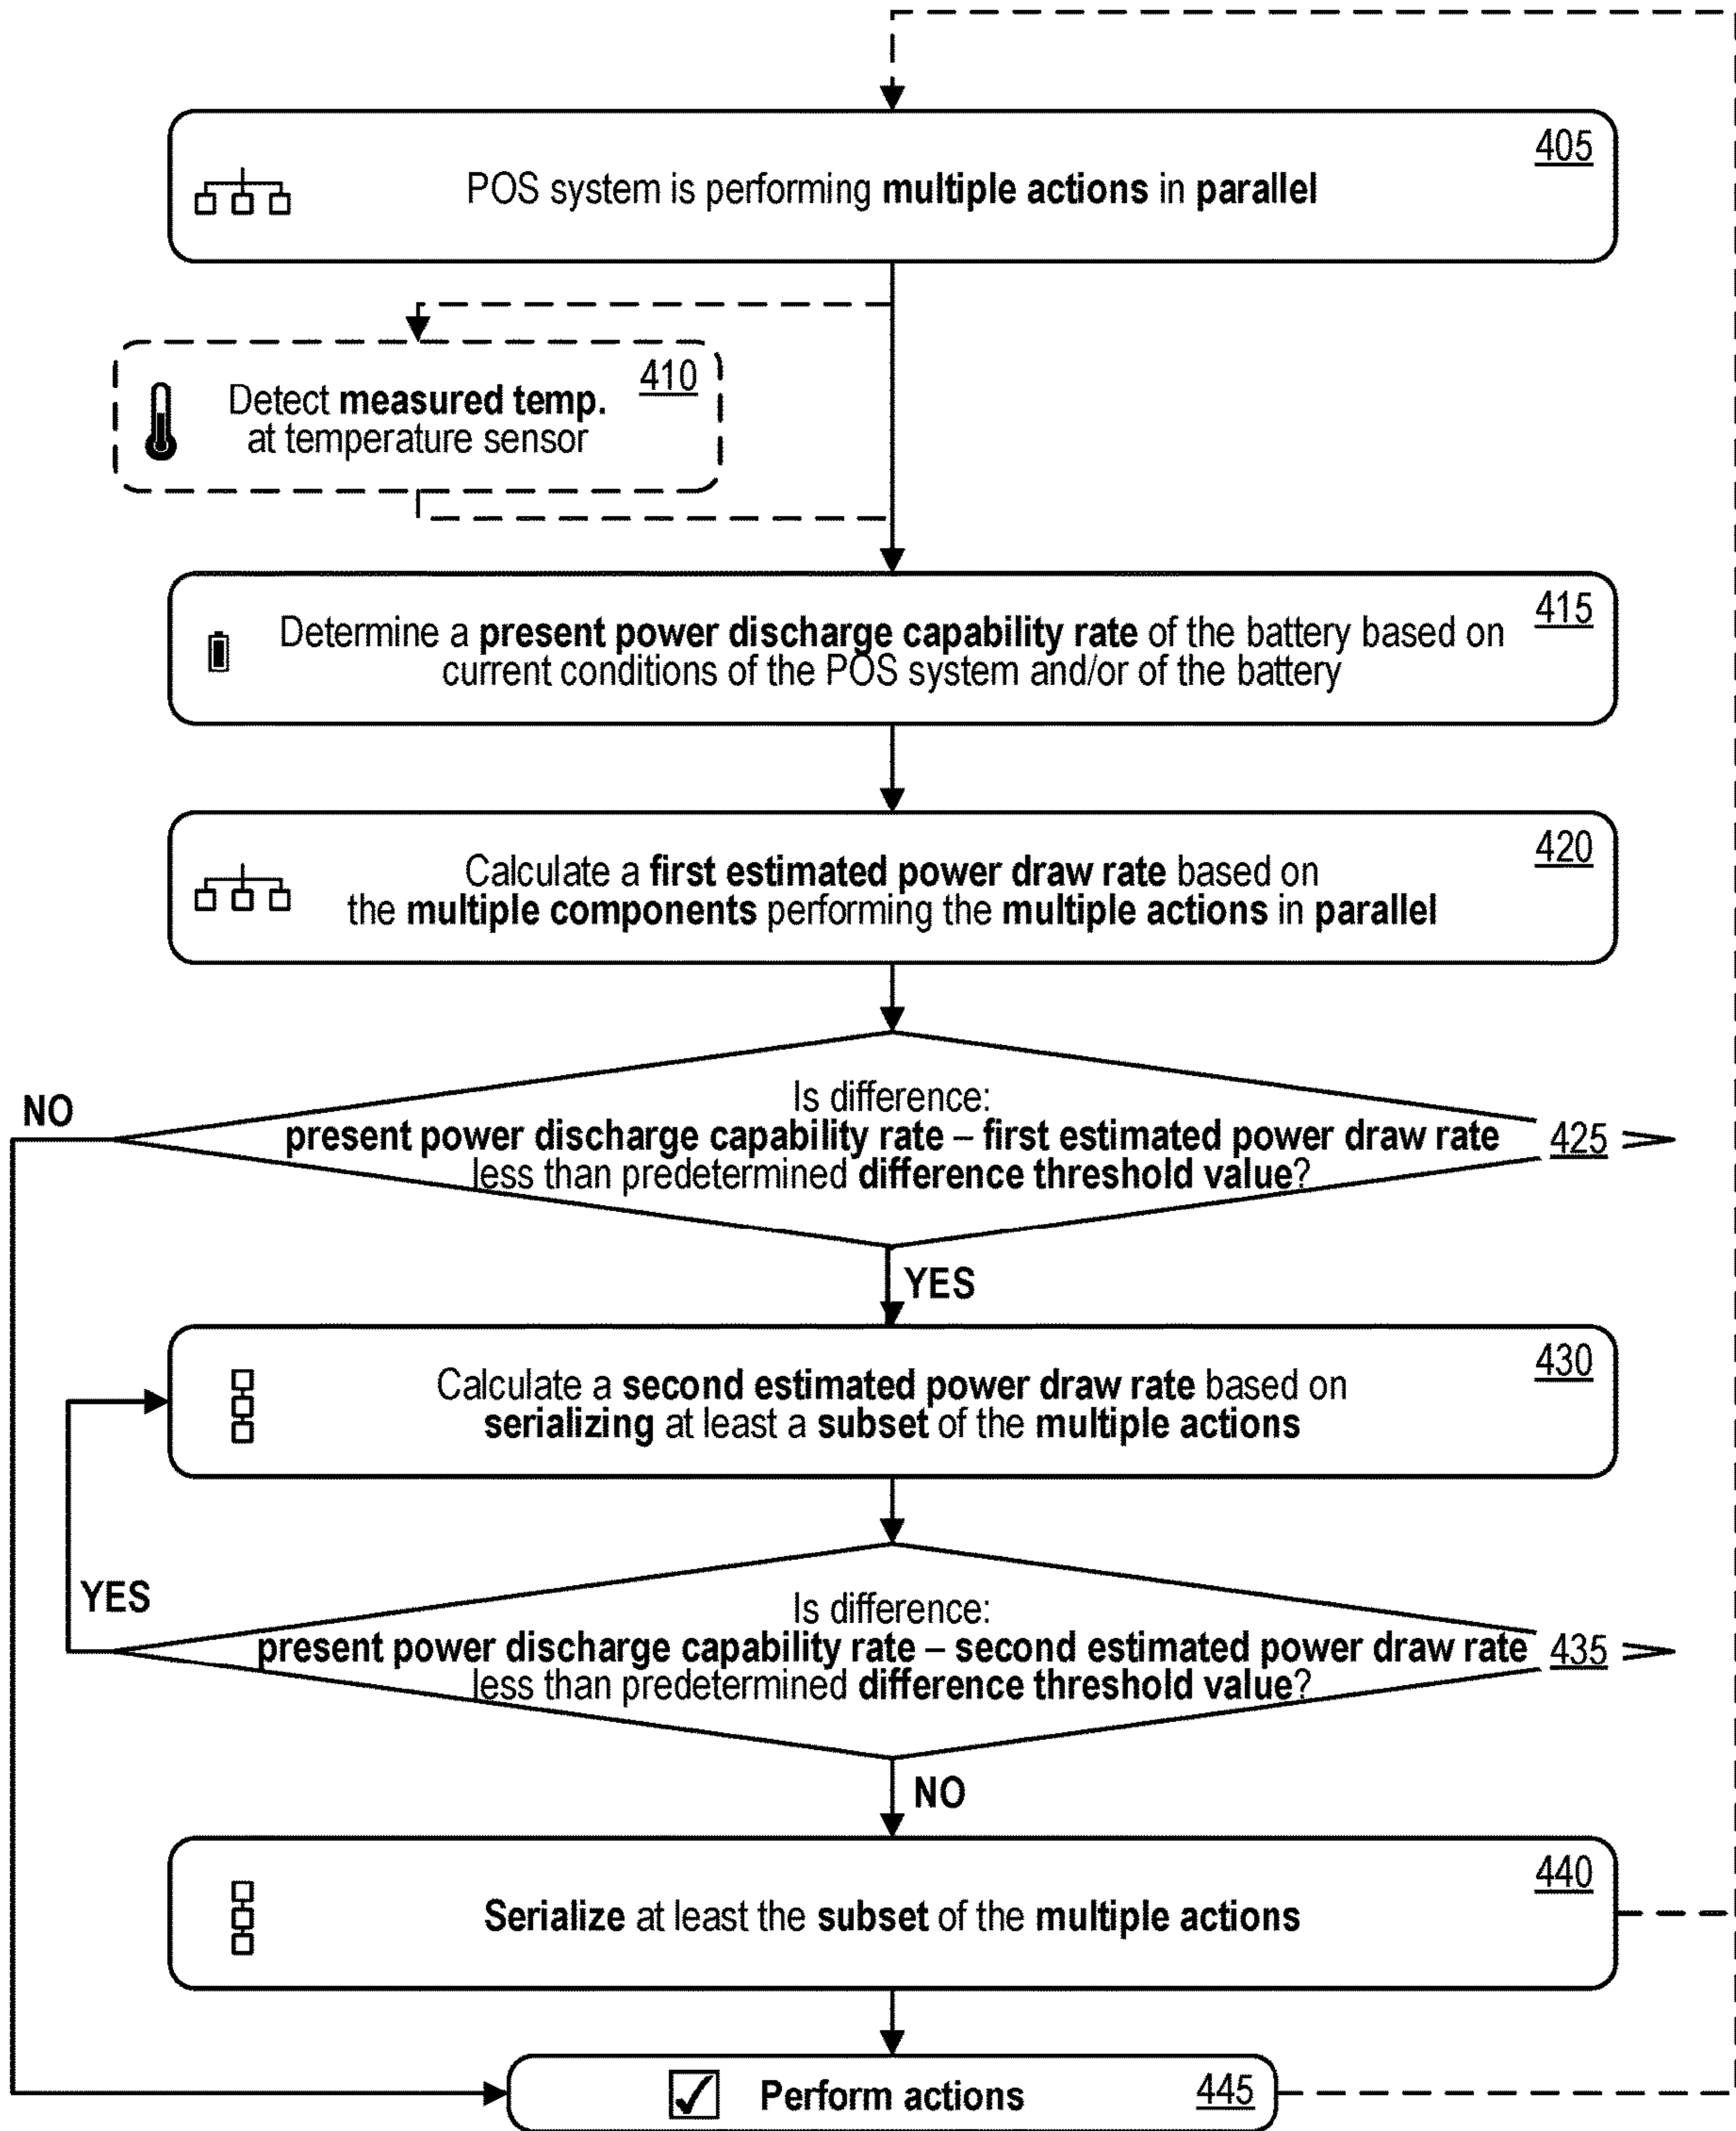 405
POS system is performing multiple actions in parallel
410
Detect measured temp.
at temperature sensor
415
Determine a present power discharge capability rate of the battery based on
current conditions of the POS system and/or of the battery
420
Calculate a first estimated power draw rate based on
the multiple components performing the multiple actions in parallel
NO
Is difference:
present power discharge capability rate – first estimated power draw rate
425
less than predetermined difference threshold value?
YES
430
Calculate a second estimated power draw rate based on
serializing at least a subset of the multiple actions
YES
Is difference:
present power discharge capability rate – second estimated power draw rate
435
less than predetermined difference threshold value?
NO
440
Serialize at least the subset of the multiple actions
Perform actions
445